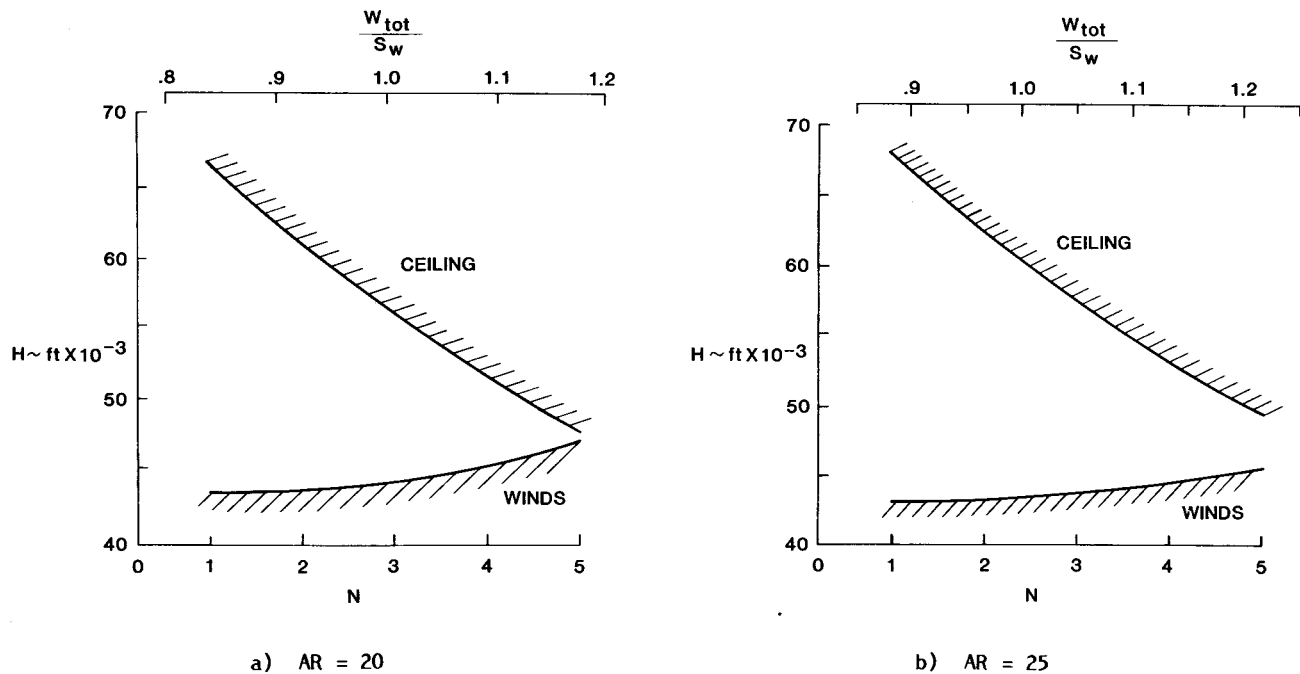 W_tot
S_W
.8 .9 1.0 1.1 1.2
70
60
50
40
H ~ ft X 10⁻³
CEILING
WINDS
0 1 2 3 4 5
N
a) AR = 20
W_tot
S_W
.9 1.0 1.1 1.2
70
60
50
40
H ~ ft X 10⁻³
CEILING
WINDS
0 1 2 3 4 5
N
b) AR = 25